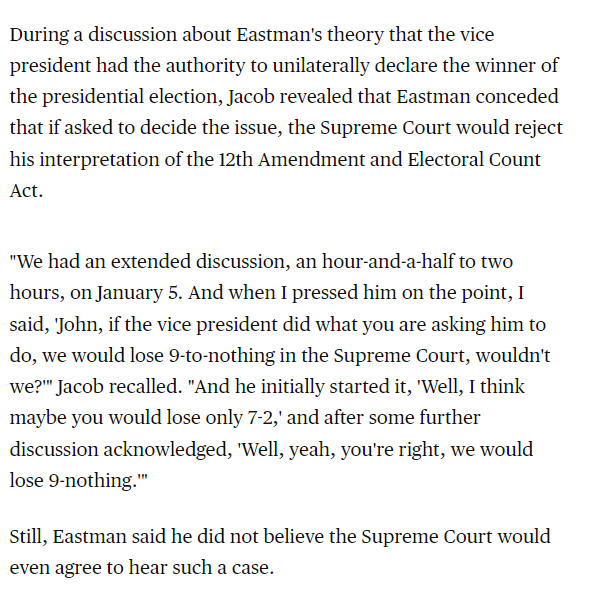 During a discussion about Eastman's theory that the vice
president had the authority to unilaterally declare the winner of
the presidential election, Jacob revealed that Eastman conceded
that if asked to decide the issue, the Supreme Court would reject
his interpretation of the 12th Amendment and Electoral Count
Act.
"We had an extended discussion, an hour-and-a-half to two
hours, on January 5. And when I pressed him on the point, I
said, 'John, if the vice president did what you are asking him to
do, we would lose 9-to-nothing in the Supreme Court, wouldn't
we?'" Jacob recalled. "And he initially started it, 'Well, I think
maybe you would lose only 7-2,' and after some further
discussion acknowledged, 'Well, yeah, you're right, we would
lose 9-nothing.'"
Still, Eastman said he did not believe the Supreme Court would
even agree to hear such a case.